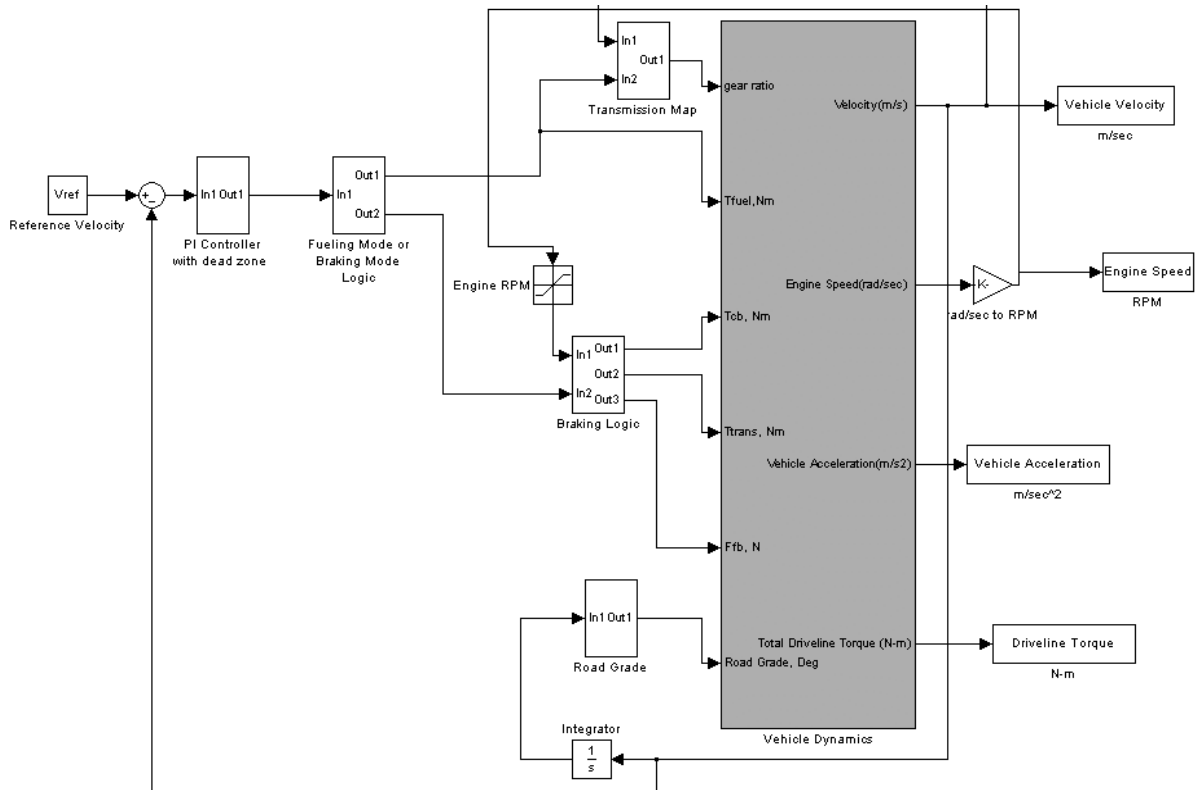 In1
Out1
In2
Transmission Map
gear ratio
Velocity(m/s)
Vehicle Velocity
m/sec
Vref
Reference Velocity
+
-
In1 Out1
PI Controller
with dead zone
In1
Out1
Out2
Fueling Mode or
Braking Mode
Logic
Tfuel,Nm
Engine RPM
Engine Speed(rad/sec)
K-
rad/sec to RPM
Engine Speed
RPM
Tcb, Nm
In1
In2
Out1
Out2
Out3
Braking Logic
Ttrans, Nm
Vehicle Acceleration(m/s2)
Vehicle Acceleration
m/sec^2
Ffb, N
In1 Out1
Road Grade
Total Driveline Torque (N-m)
Road Grade, Deg
Driveline Torque
N-m
Integrator
1
s
Vehicle Dynamics